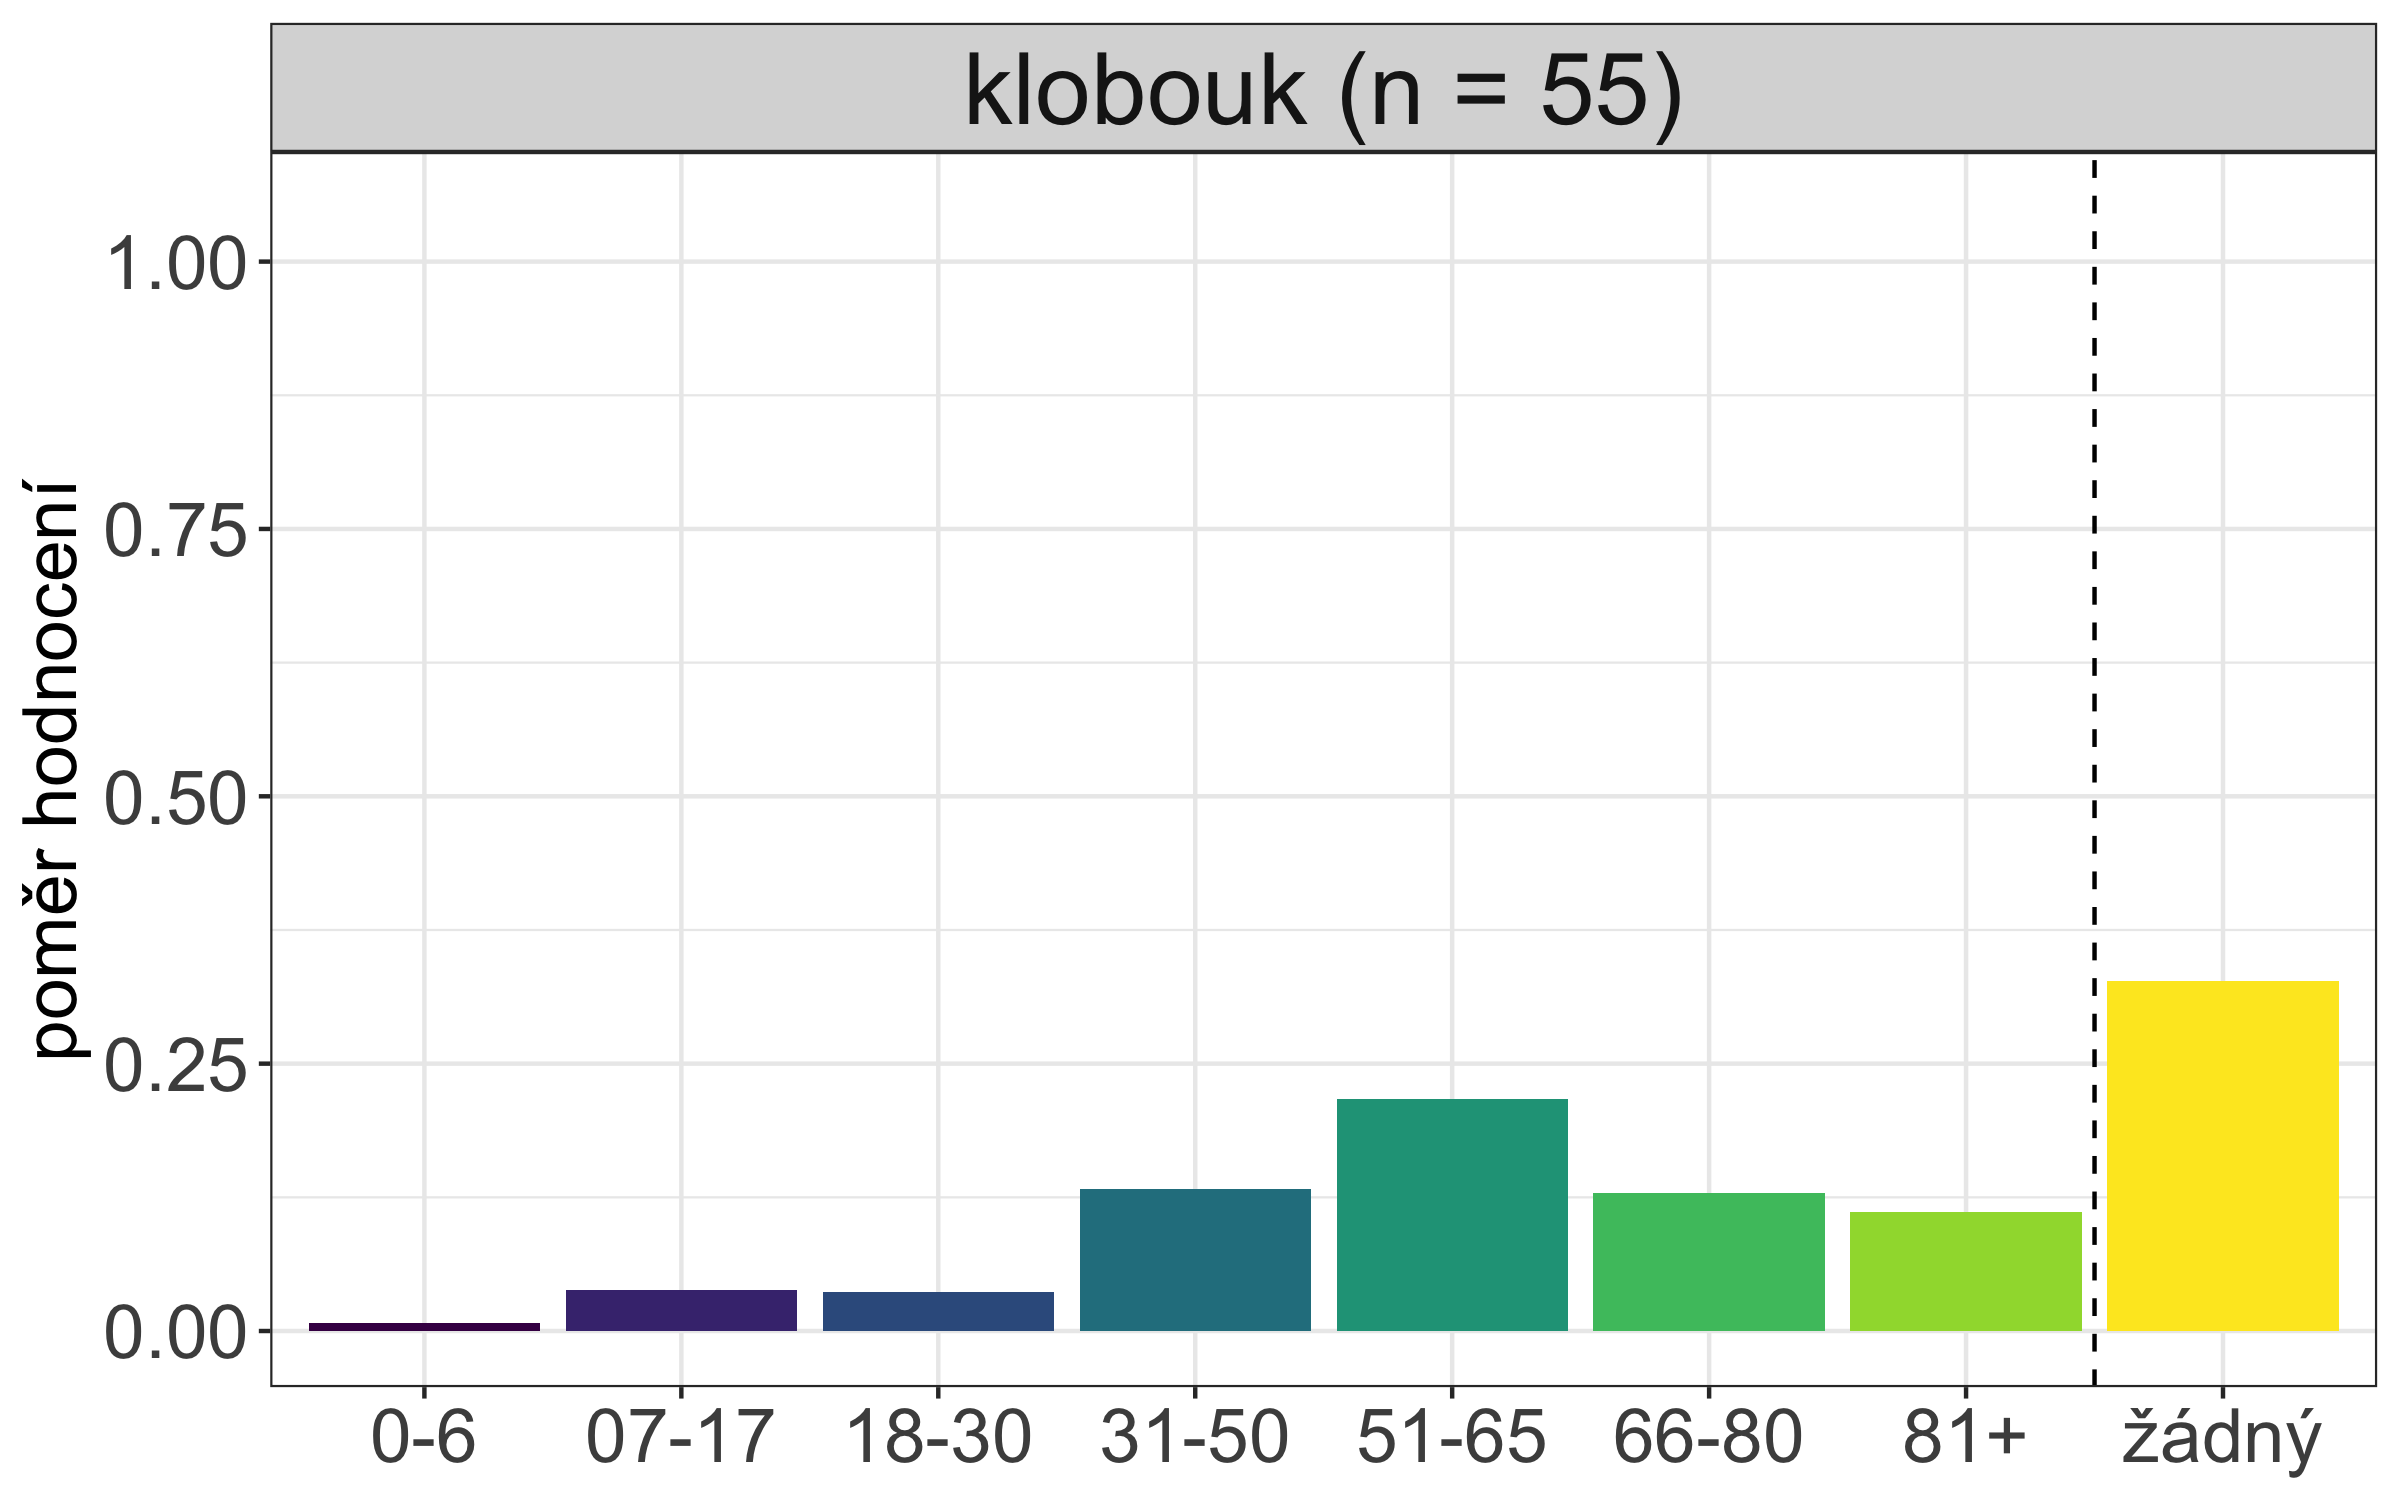 klobouk (n = 55)
poměr hodnocení
1.00
0.75
0.50
0.25
0.00
0-6 07-17 18-30 31-50 51-65 66-80 81+ žádný